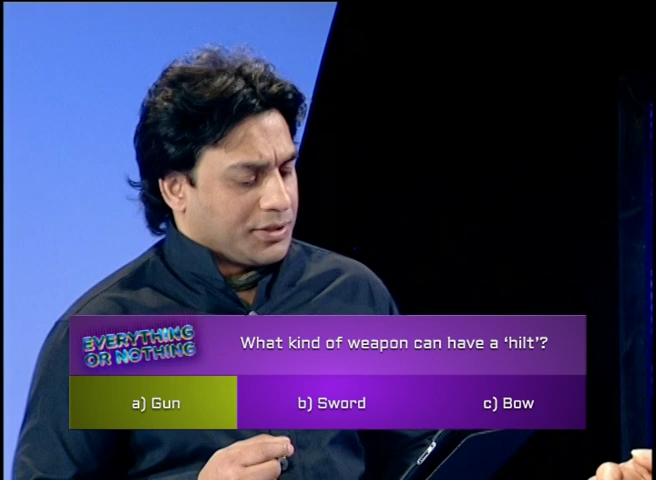 EVERYTHING
OR NOTHING
What kind of weapon can have a ‘hilt’?
a) Gun
b) Sword
c) Bow